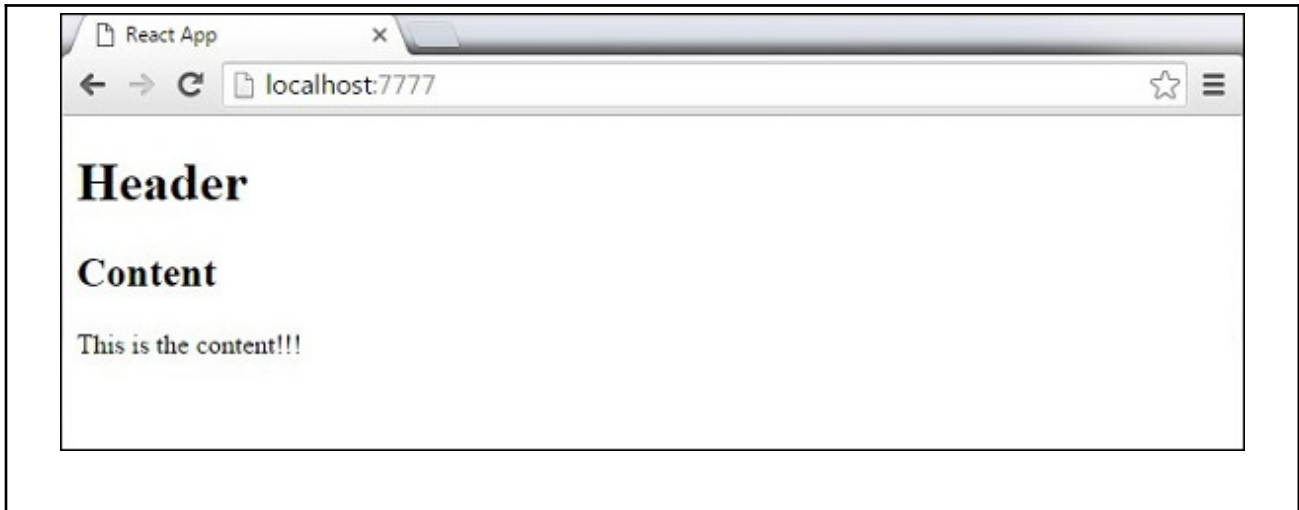 React App
localhost:7777
Header
Content
This is the content!!!